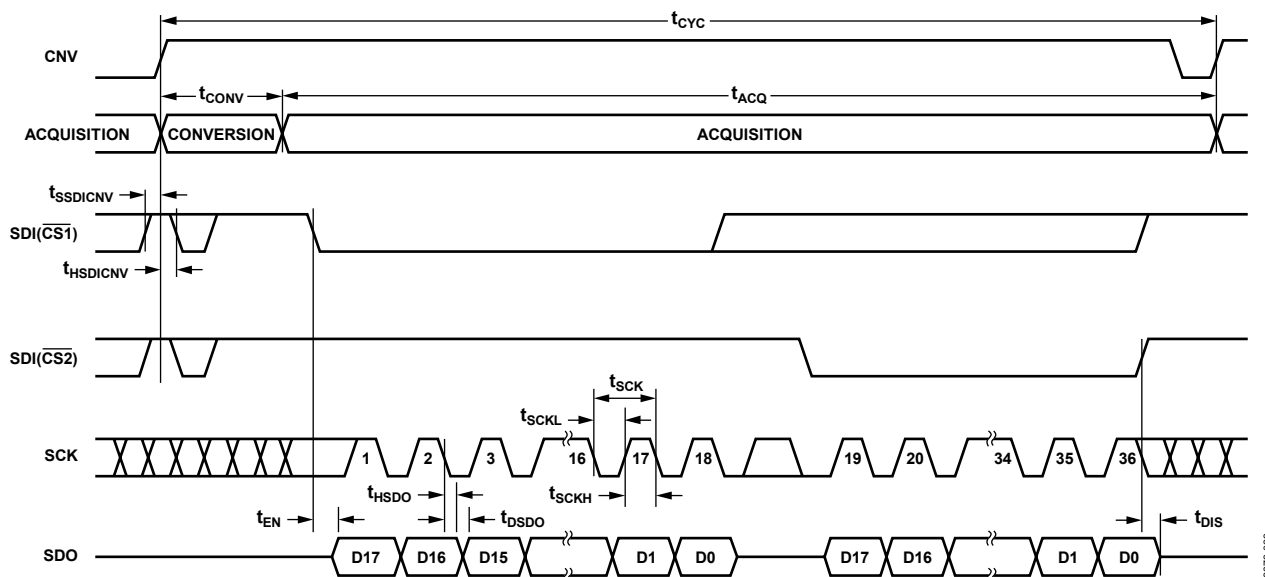 tCYC
CNV
tCONV
tACQ
ACQUISITION CONVERSION ACQUISITION
tSSDICNV
SDI(CS1)
tHSDICNV
SDI(CS2)
tSCK
tSCKL
SCK 1 2 3 16 17 18 19 20 34 35 36
tHSDO
tSCKH
tEN
tDSDO
tDIS
SDO D17 D16 D15 D1 D0 D17 D16 D1 D0